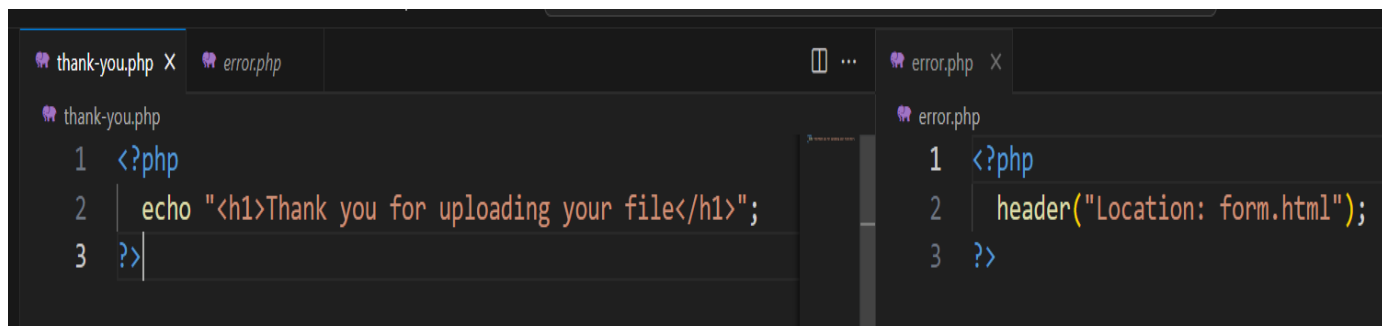 thank-you.php X error.php ...
thank-you.php
1 <?php
2 echo "<h1>Thank you for uploading your file</h1>";
3 ?>
error.php X
error.php
1 <?php
2 header("Location: form.html");
3 ?>